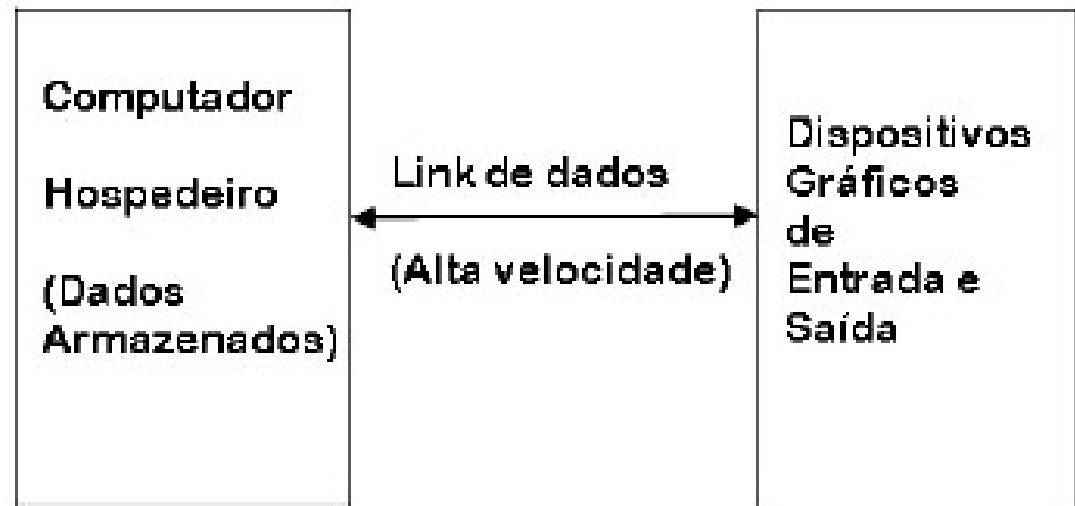 Computador
Hospedeiro
(Dados
Armazenados)
Link de dados
(Alta velocidade)
Dispositivos
Gráficos
de
Entrada e
Saída